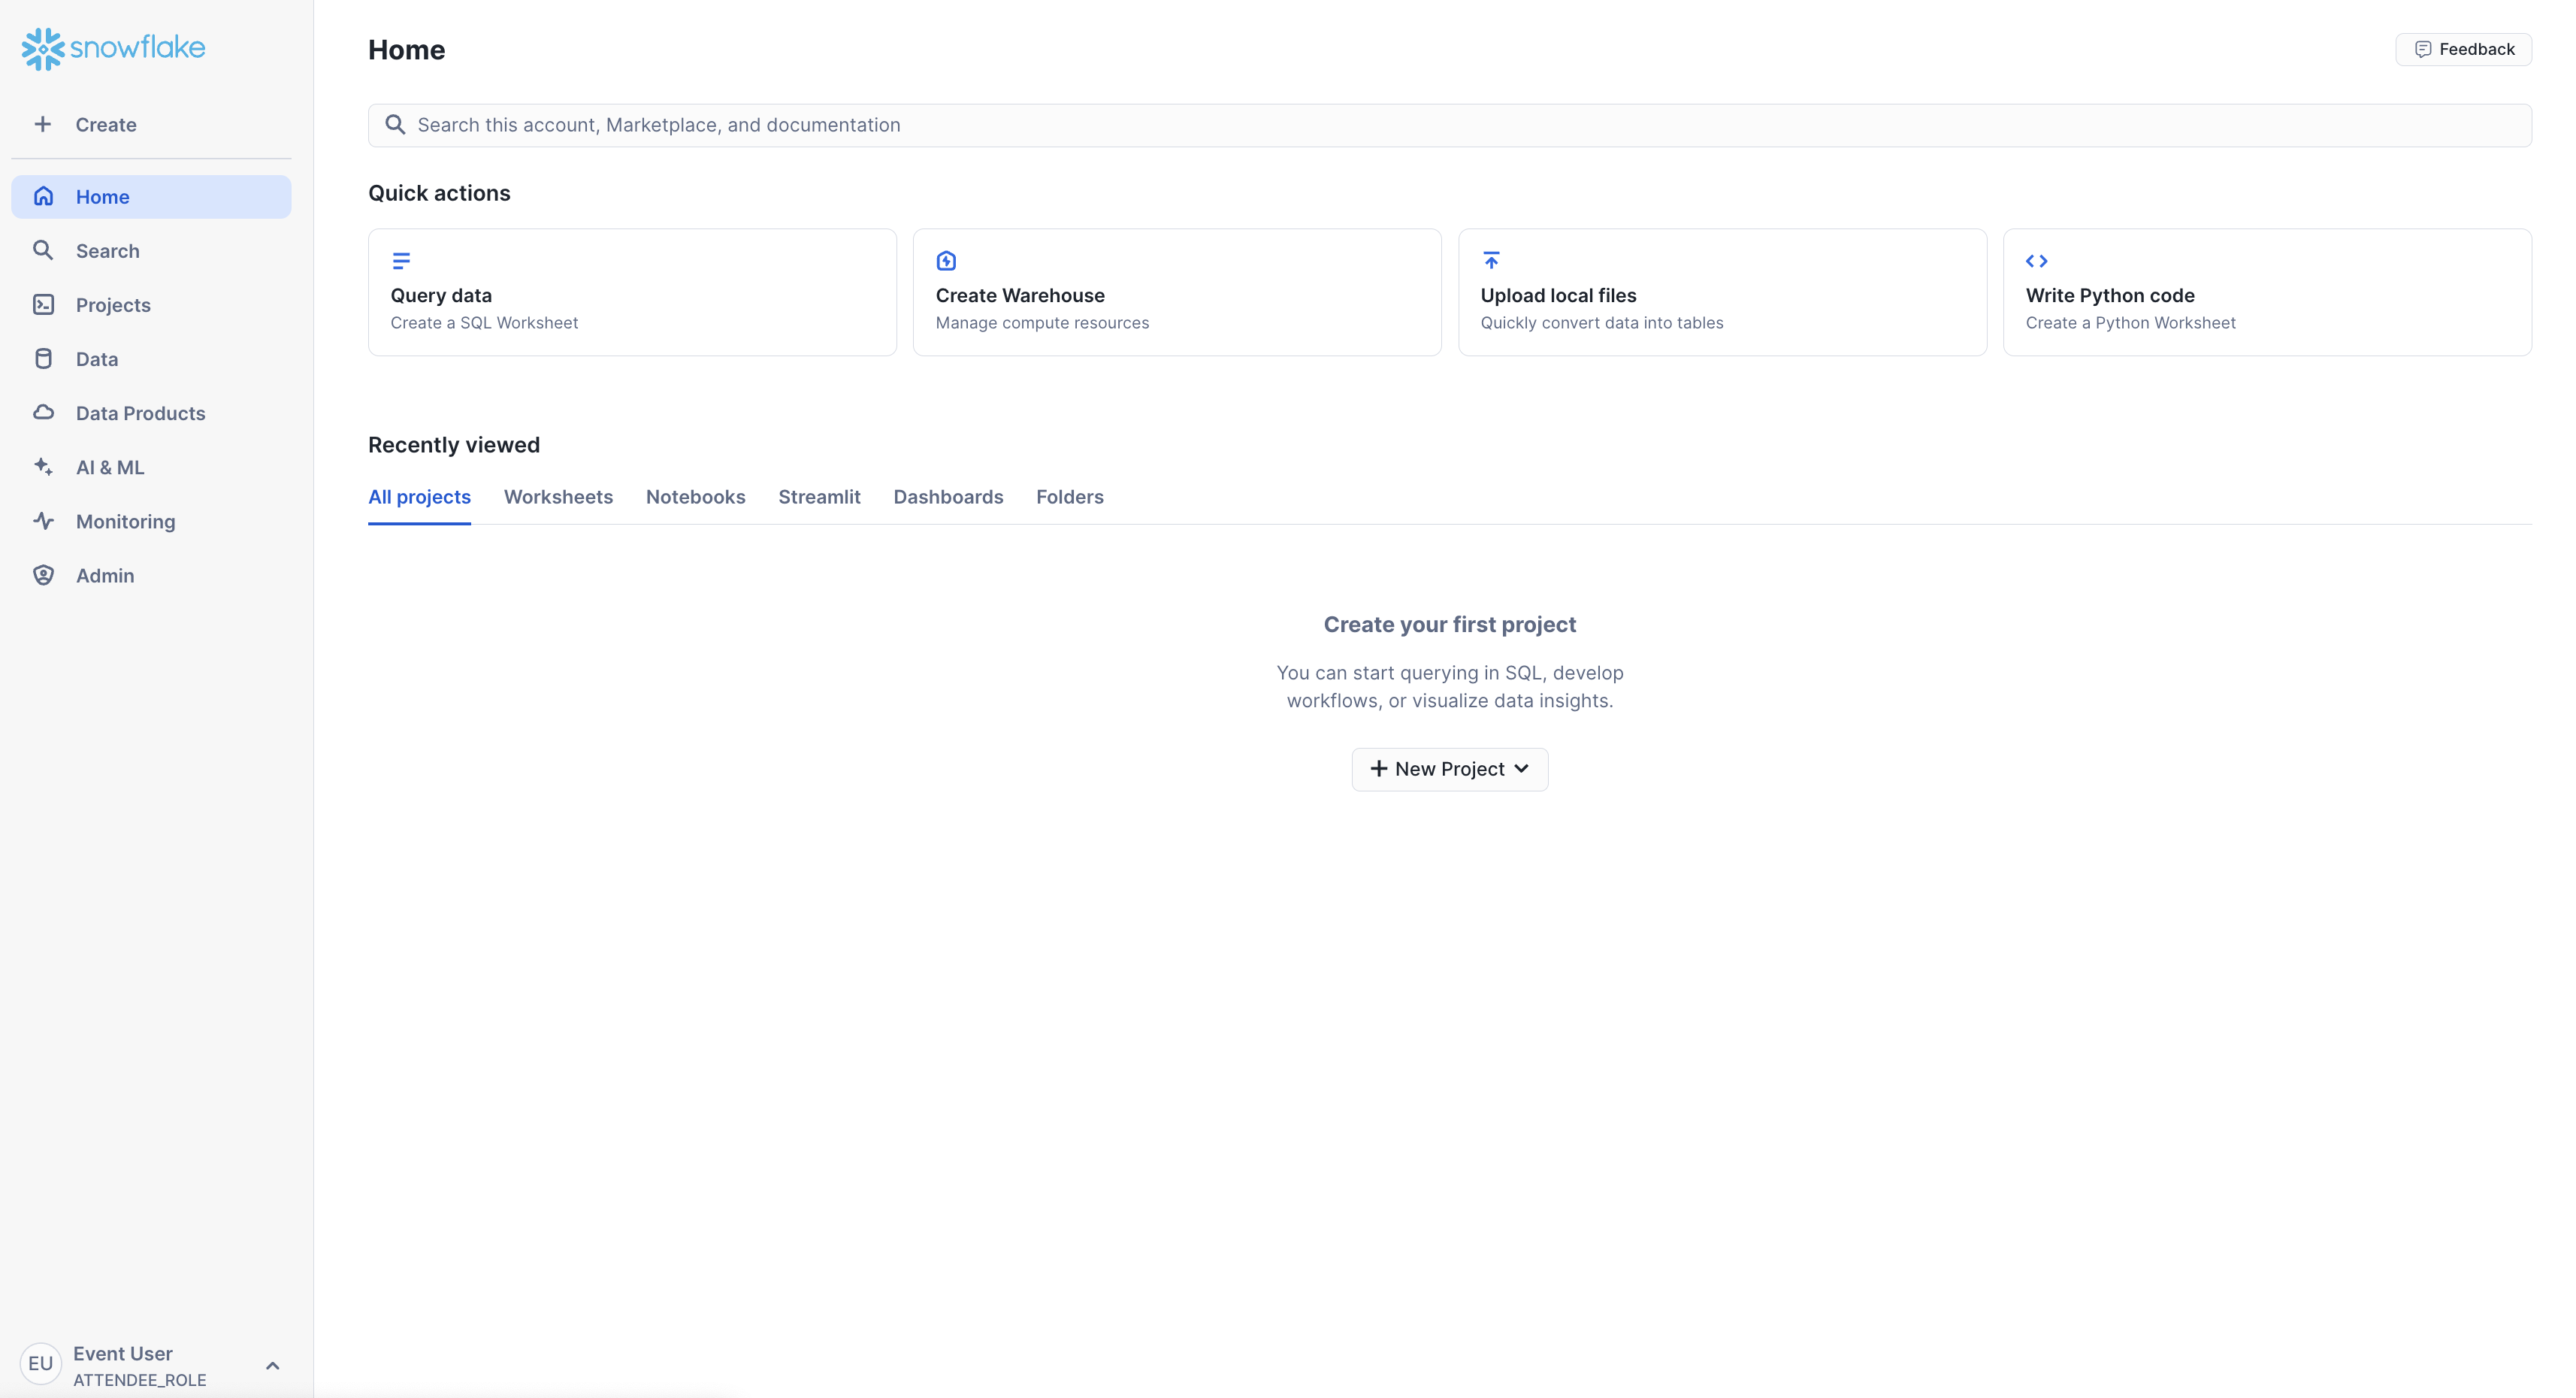 snowflake
Create
Home
Search
Projects
Data
Data Products
AI & ML
Monitoring
Admin
EU
Event User
ATTENDEE_ROLE
Home
Feedback
Search this account, Marketplace, and documentation
Quick actions
Query data
Create a SQL Worksheet
Create Warehouse
Manage compute resources
Upload local files
Quickly convert data into tables
Write Python code
Create a Python Worksheet
Recently viewed
All projects Worksheets Notebooks Streamlit Dashboards Folders
Create your first project
You can start querying in SQL, develop
workflows, or visualize data insights.
New Project